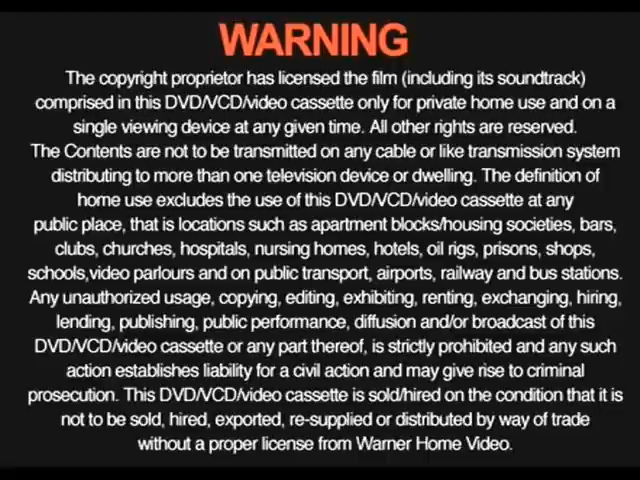 WARNING
The copyright proprietor has licensed the film (including its soundtrack)
comprised in this DVD/VCD/video cassette only for private home use and on a
single viewing device at any given time. All other rights are reserved.
The Contents are not to be transmitted on any cable or like transmission system
distributing to more than one television device or dwelling. The definition of
home use excludes the use of this DVD/VCD/video cassette at any
public place, that is locations such as apartment blocks/housing societies, bars,
clubs, churches, hospitals, nursing homes, hotels, oil rigs, prisons, shops,
schools,video parlours and on public transport, airports, railway and bus stations.
Any unauthorized usage, copying, editing, exhibiting, renting, exchanging, hiring,
lending, publishing, public performance, diffusion and/or broadcast of this
DVD/VCD/video cassette or any part thereof, is strictly prohibited and any such
action establishes liability for a civil action and may give rise to criminal
prosecution. This DVD/VCD/video cassette is sold/hired on the condition that it is
not to be sold, hired, exported, re-supplied or distributed by way of trade
without a proper license from Warner Home Video.